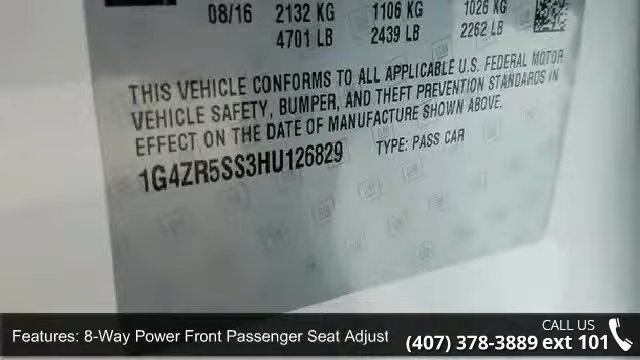 08/16 2132 KG 1106 KG 1026 KG
4701 LB 2439 LB 2262 LB
THIS VEHICLE CONFORMS TO ALL APPLICABLE U.S. FEDERAL MOTOR
VEHICLE SAFETY, BUMPER, AND THEFT PREVENTION STANDARDS IN
EFFECT ON THE DATE OF MANUFACTURE SHOWN ABOVE.
1G4ZR5SS3HU126829 TYPE: PASS CAR
CALL US
Features: 8-Way Power Front Passenger Seat Adjust
(407) 378-3889 ext 101